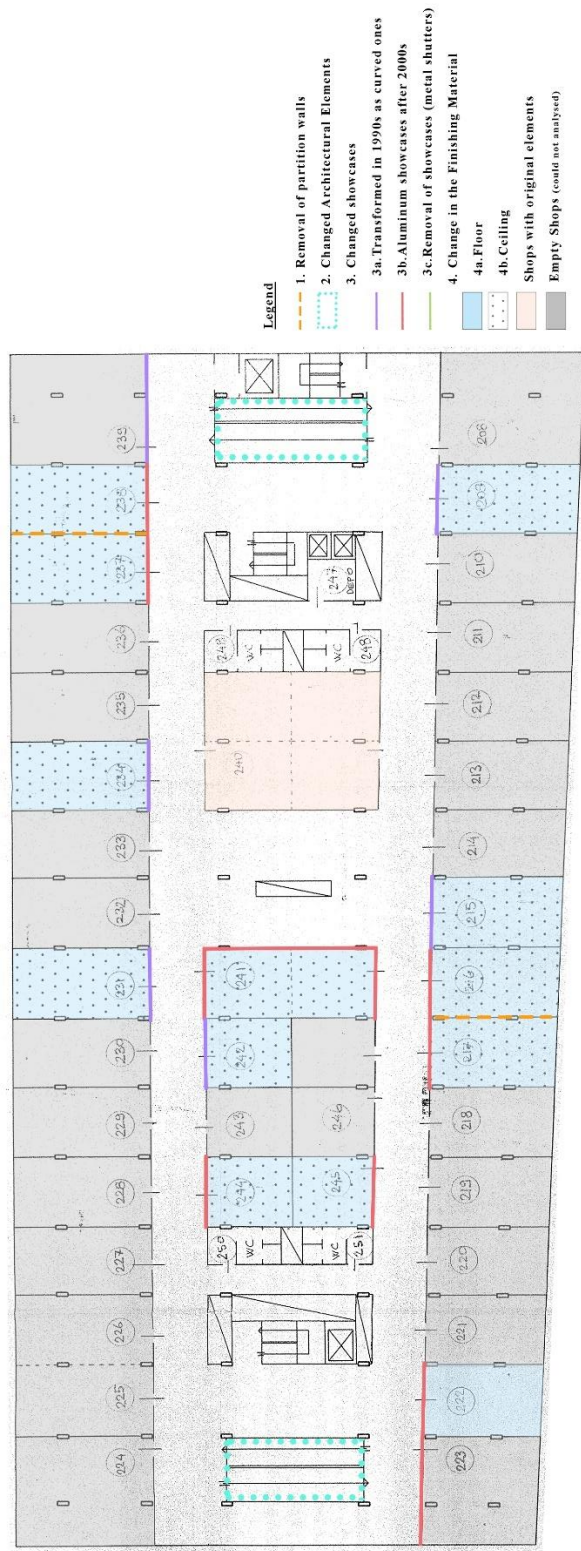 224 225 226 227 228 229 230 231 232 233 234 235 236 237 238 239
250 244 243 242 241 240
WC WC
247
DEPO
WC WC
251 245 246 248
223 222 221 220 219 218 217 216 215 214 213 212 211 210 209 208
Legend
1. Removal of partition walls
2. Changed Architectural Elements
3. Changed showcases
3a.Transformed in 1990s as curved ones
3b.Aluminum showcases after 2000s
3c.Removal of showcases (metal shutters)
4. Change in the Finishing Material
4a.Floor
4b.Ceiling
Shops with original elements
Empty Shops (could not analysed)